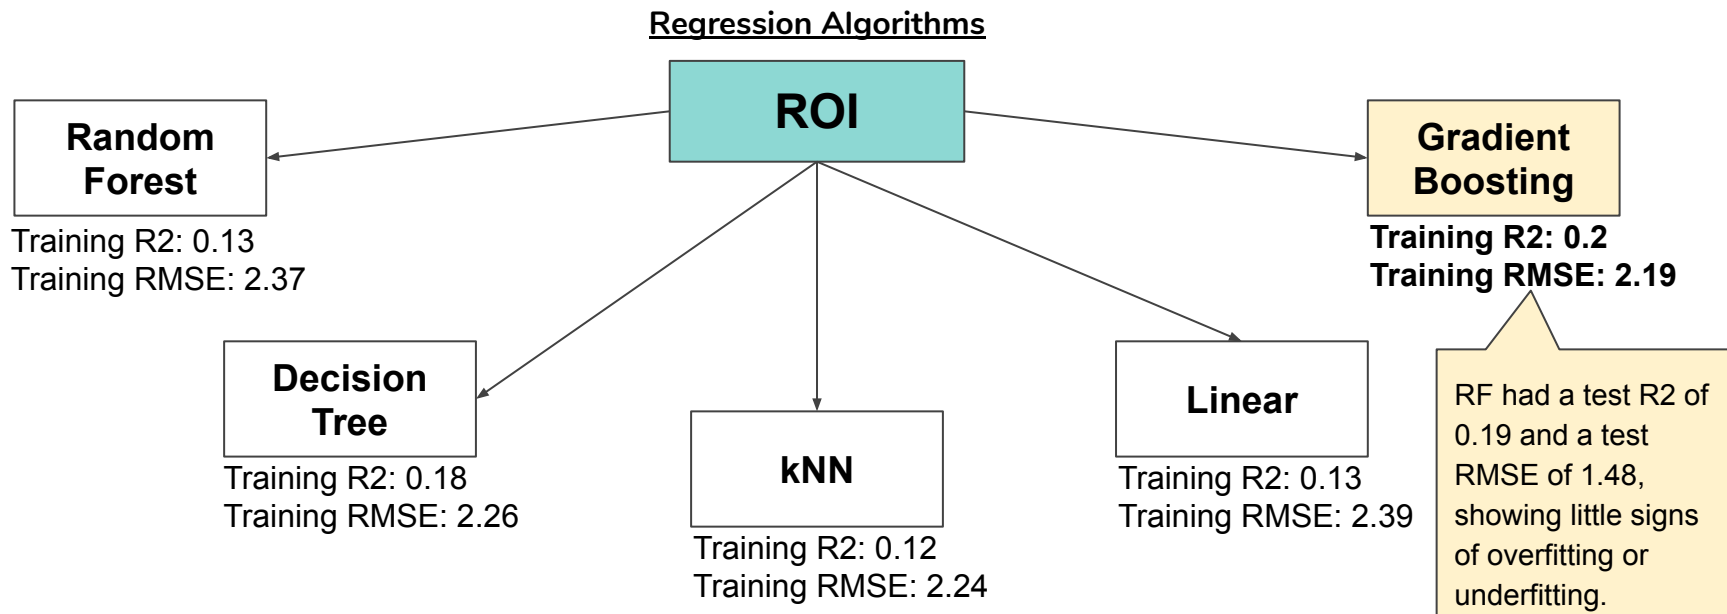 Regression Algorithms
ROI
Random
Forest
Training R2: 0.13
Training RMSE: 2.37
Gradient
Boosting
Training R2: 0.2
Training RMSE: 2.19
Decision
Tree
Training R2: 0.18
Training RMSE: 2.26
kNN
Training R2: 0.12
Training RMSE: 2.24
Linear
Training R2: 0.13
Training RMSE: 2.39
RF had a test R2 of
0.19 and a test
RMSE of 1.48,
showing little signs
of overfitting or
underfitting.